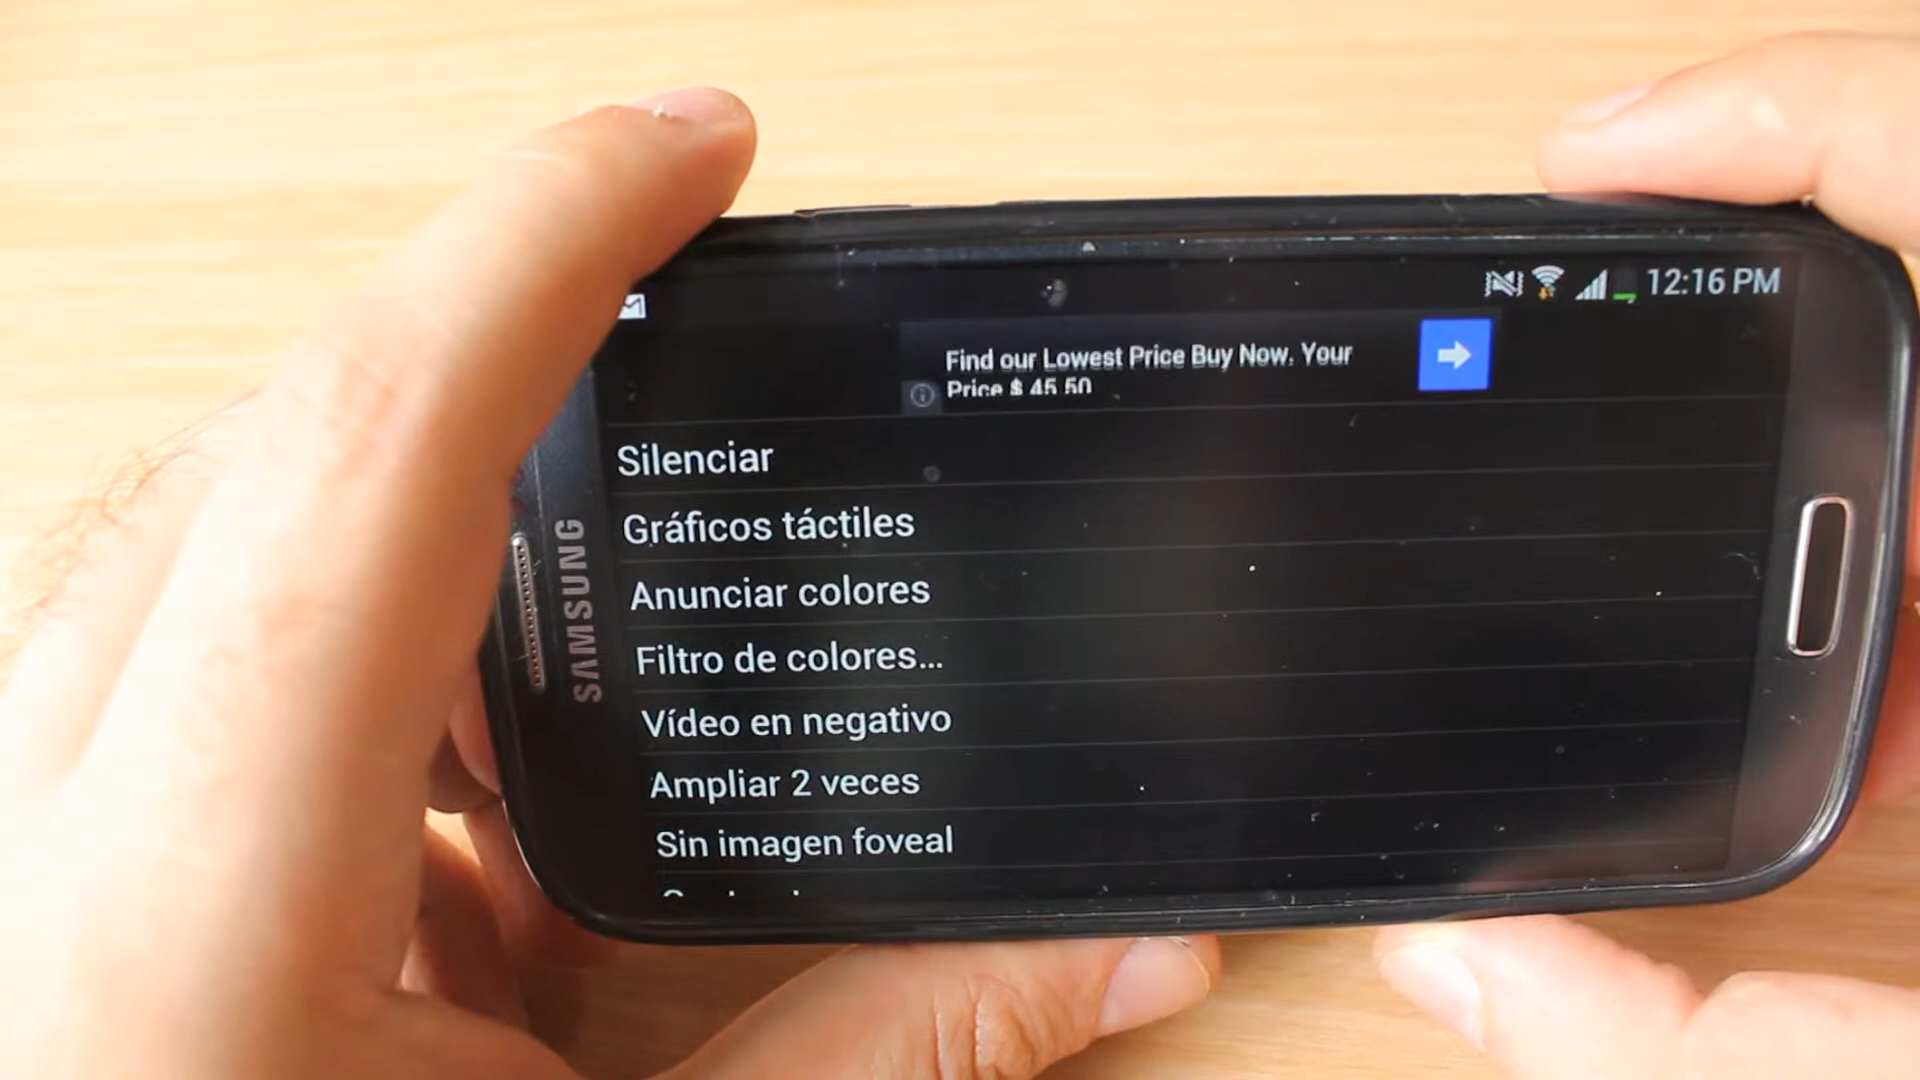 12:16 PM
Find our Lowest Price Buy Now. Your
Price $ 45.50
Silenciar
Gráficos táctiles
Anunciar colores
Filtro de colores...
Vídeo en negativo
Ampliar 2 veces
Sin imagen foveal
SAMSUNG